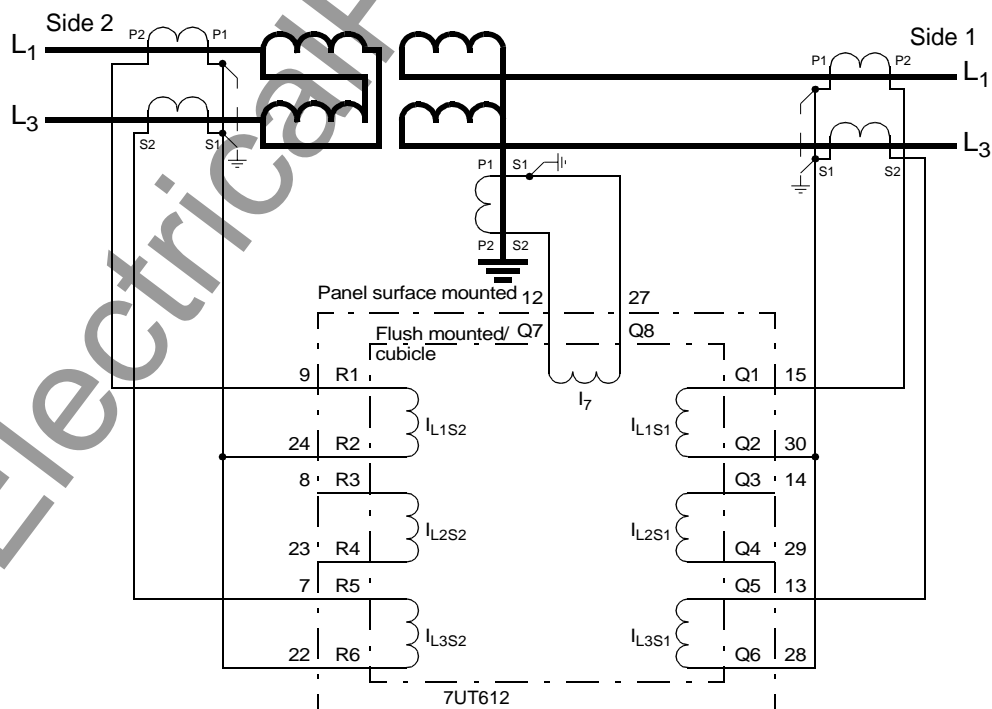 Side 2
P2 P1
L1
Side 1
P1 P2
L1
L3
S2 S1
L3
S1 S2
P1 S1
P2 S2
Panel surface mounted 12 27
Flush mounted/ Q7 Q8
cubicle
I7
9 R1 Q1 15
IL1S2 IL1S1
24 R2 Q2 30
8 R3 Q3 14
IL2S2 IL2S1
23 R4 Q4 29
7 R5 Q5 13
IL3S2 IL3S1
22 R6 Q6 28
7UT612
Electrical